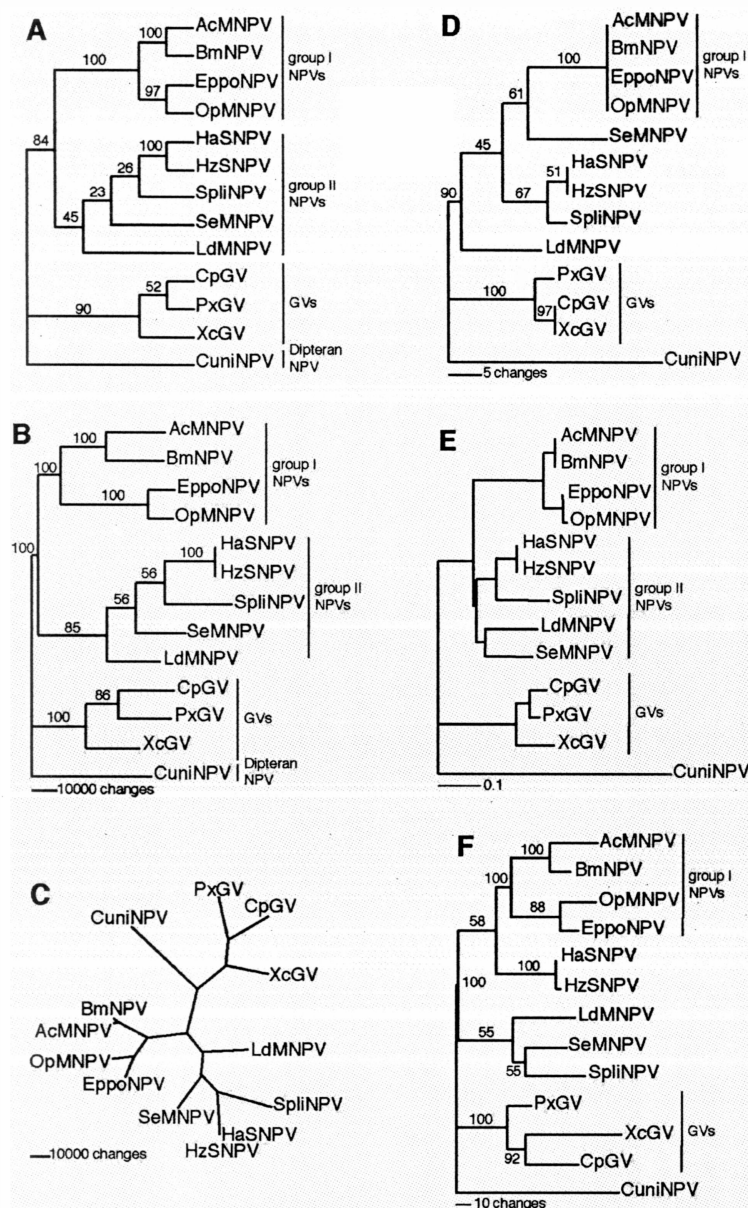 A
AcMNPV
100
BmNPV
100
EppoNPV
97
OpMNPV
group I
NPVs
84
HaSNPV
100
HzSNPV
26
SpliNPV
23
SeMNPV
45
LdMNPV
group II
NPVs
CpGV
52
PxGV
90
XcGV
GVs
CuniNPV
Dipteran
NPV
D
AcMNPV
BmNPV
100
EppoNPV
OpMNPV
group I
NPVs
61
SeMNPV
45
HaSNPV
51
HzSNPV
67
SpliNPV
90
LdMNPV
PxGV
100
CpGV
97
XcGV
GVs
CuniNPV
5 changes
B
AcMNPV
100
BmNPV
100
EppoNPV
100
OpMNPV
group I
NPVs
100
HaSNPV
100
HzSNPV
56
SpliNPV
56
SeMNPV
85
LdMNPV
group II
NPVs
CpGV
86
PxGV
100
XcGV
GVs
CuniNPV
Dipteran
NPV
10000 changes
E
AcMNPV
BmNPV
EppoNPV
OpMNPV
group I
NPVs
HaSNPV
HzSNPV
SpliNPV
LdMNPV
SeMNPV
group II
NPVs
CpGV
PxGV
XcGV
GVs
CuniNPV
0.1
C
PxGV
CpGV
CuniNPV
XcGV
BmNPV
AcMNPV
OpMNPV
EppoNPV
LdMNPV
SpliNPV
SeMNPV
HaSNPV
HzSNPV
10000 changes
F
AcMNPV
100
BmNPV
100
OpMNPV
88
EppoNPV
group I
NPVs
58
HaSNPV
100
HzSNPV
100
LdMNPV
55
SeMNPV
55
SpliNPV
PxGV
100
XcGV
92
CpGV
GVs
CuniNPV
10 changes